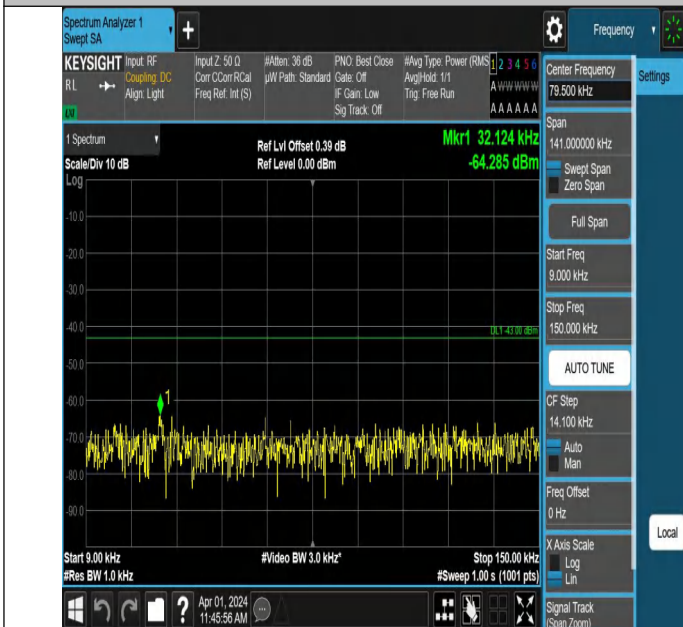 Spectrum Analyzer 1
Swept SA
+
Frequency
KEYSIGHT
RL
Input: RF
Coupling: DC
Align: Light
Input Z: 50 Ω
Corr CCorr RCal
Freq Ref: Int (S)
#Atten: 36 dB
µW Path: Standard
PNO: Best Close
Gate: Off
IF Gain: Low
Sig Track: Off
#Avg Type: Power (RMS
Avg|Hold: 1/1
Trig: Free Run
1 2 3 4 5 6
A W W W W W
A A A A A A
1 Spectrum
Scale/Div 10 dB
Log
Ref Lvl Offset 0.39 dB
Ref Level 0.00 dBm
Mkr1 32.124 kHz
-64.285 dBm
-10.0
-20.0
-30.0
-40.0
-50.0
-60.0
-70.0
-80.0
-90.0
DL1 -43.00 dBm
1
Start 9.00 kHz
#Res BW 1.0 kHz
#Video BW 3.0 kHz*
Stop 150.00 kHz
#Sweep 1.00 s (1001 pts)
?
Apr 01, 2024
11:45:56 AM
Center Frequency
79.500 kHz
Settings
Span
141.000000 kHz
Swept Span
Zero Span
Full Span
Start Freq
9.000 kHz
Stop Freq
150.000 kHz
AUTO TUNE
CF Step
14.100 kHz
Auto
Man
Freq Offset
0 Hz
Local
X Axis Scale
Log
Lin
Signal Track
(Span Zoom)